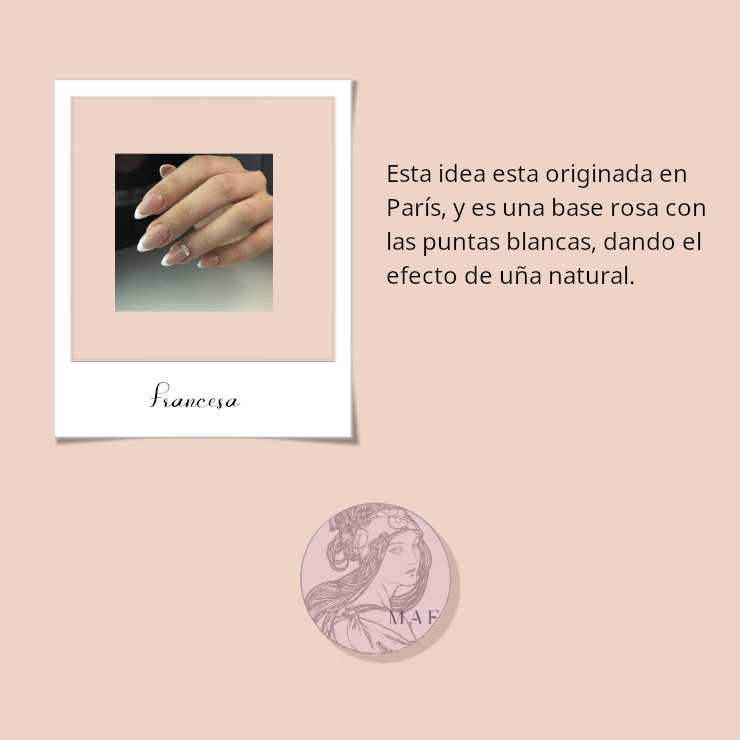 Esta idea esta originada en
París, y es una base rosa con
las puntas blancas, dando el
efecto de uña natural.
Francesa
MAE